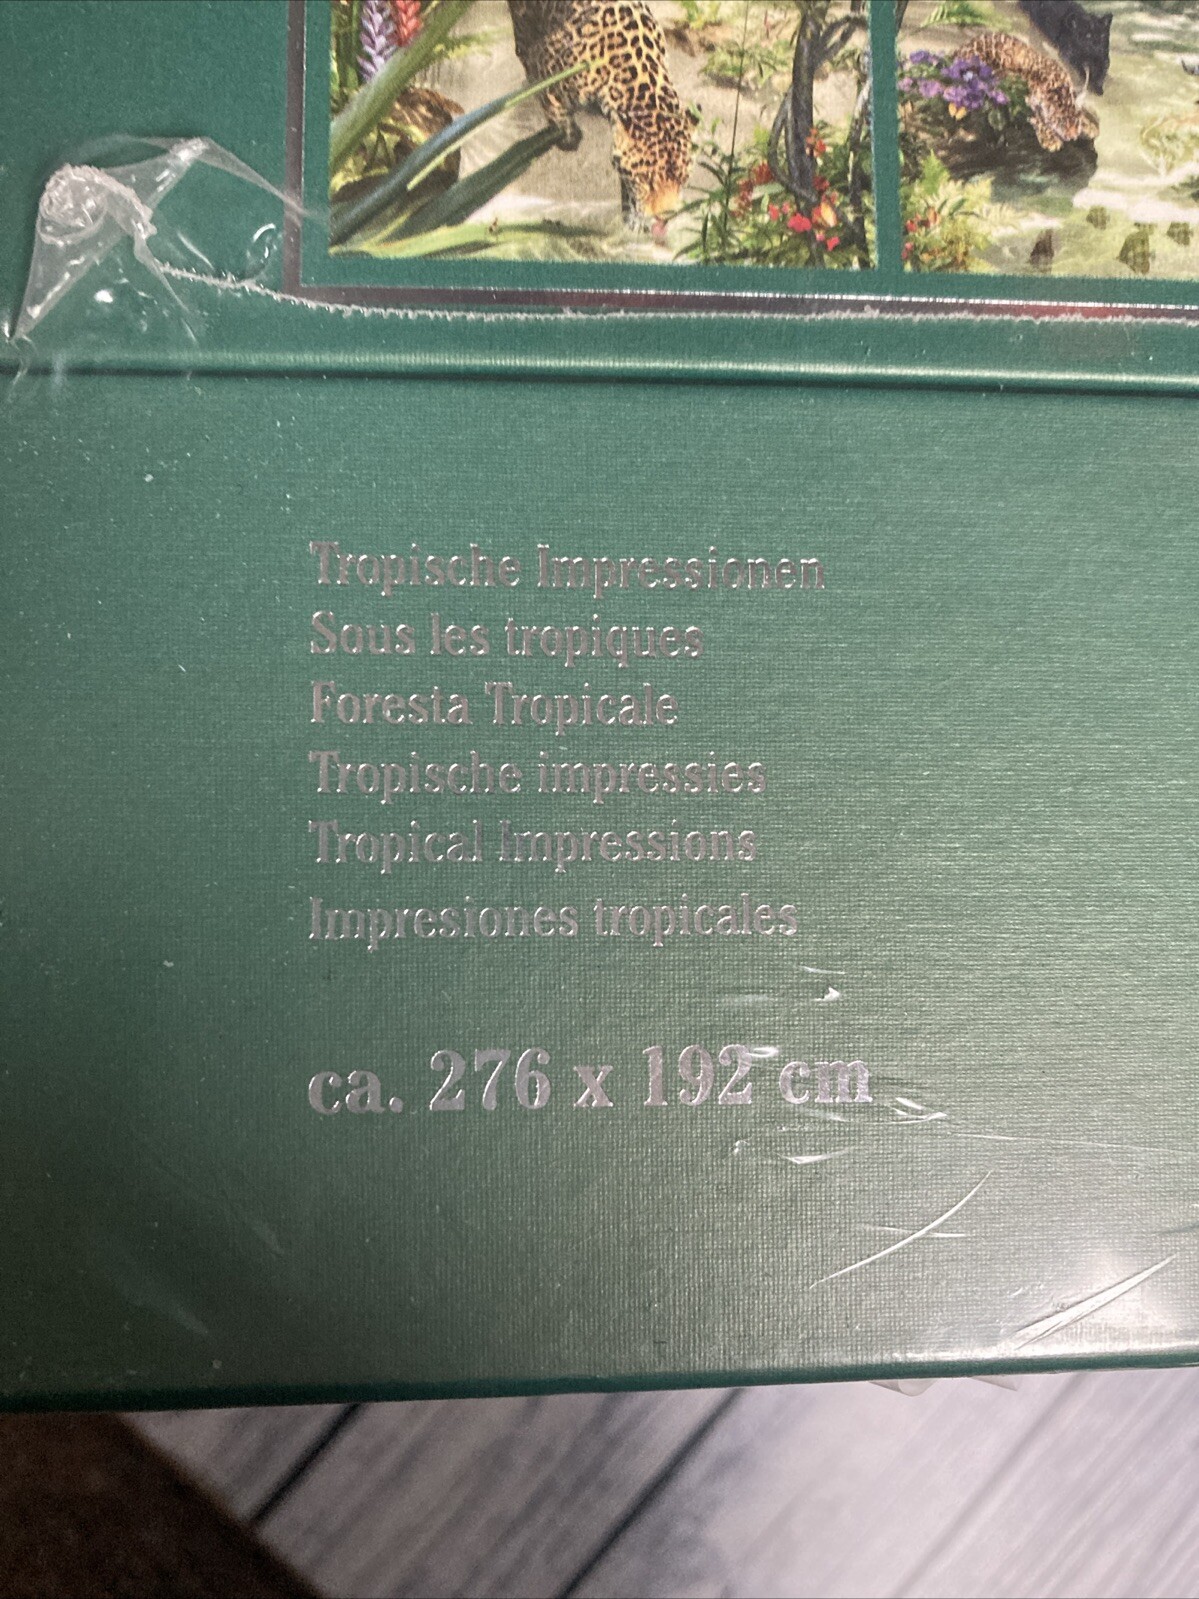 Tropische Impressionen
Sous les tropiques
Foresta Tropicale
Tropische impressies
Tropical Impressions
Impresiones tropicales
ca. 276 x 192 cm